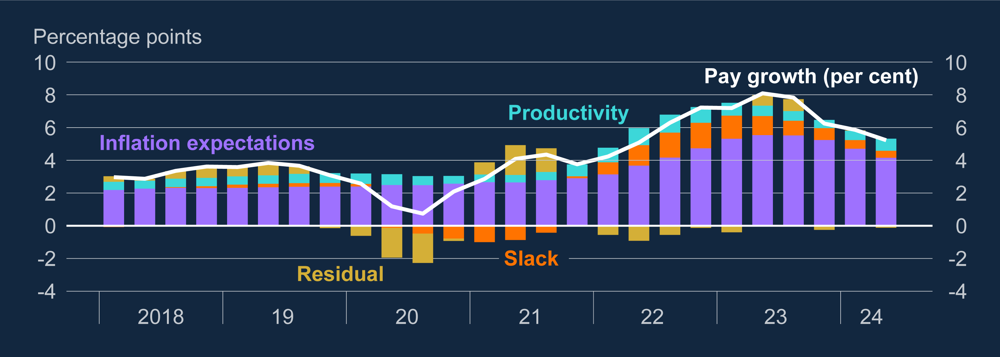 Percentage points
10 10
Pay growth (per cent)
8 8
Productivity
6 6
Inflation expectations
4 4
2 2
0 0
-2 Slack -2
Residual
-4 -4
2018 19 20 21 22 23 24